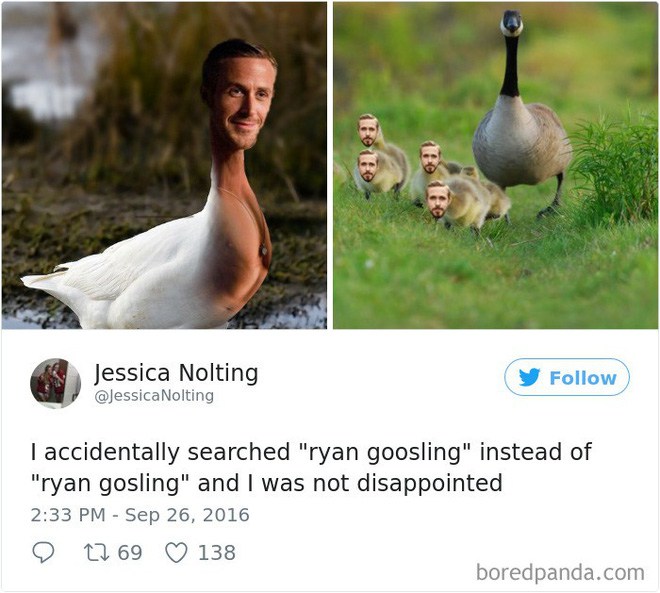 Jessica Nolting
@JessicaNolting
Follow
I accidentally searched "ryan goosling" instead of
"ryan gosling" and I was not disappointed
2:33 PM - Sep 26, 2016
69 138
boredpanda.com